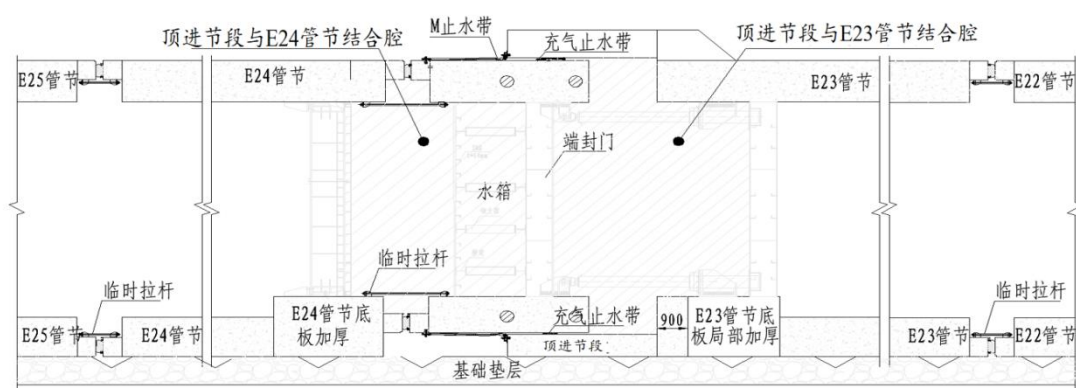 顶进节段与E24管节结合腔
M止水带
充气止水带
顶进节段与E23管节结合腔
E25管节
E24管节
E23管节
E22管节
端封门
水箱
临时拉杆
临时拉杆
E24管节底
板加厚
充气止水带
900
E23管节底
板局部加厚
临时拉杆
E25管节
E24管节
顶进节段
E23管节
E22管节
基础垫层